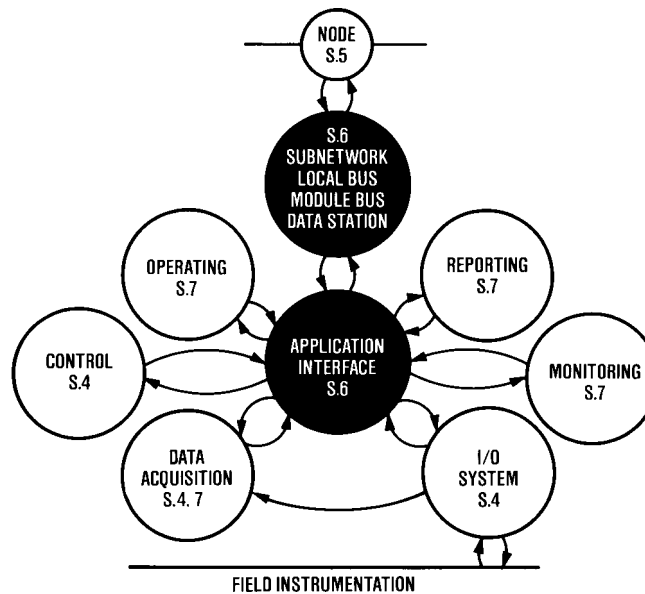 NODE
S.5
S.6
SUBNETWORK
LOCAL BUS
MODULE BUS
DATA STATION
OPERATING
S.7
REPORTING
S.7
CONTROL
S.4
APPLICATION
INTERFACE
S.6
MONITORING
S.7
DATA
ACQUISITION
S.4, 7
I/O
SYSTEM
S.4
FIELD INSTRUMENTATION